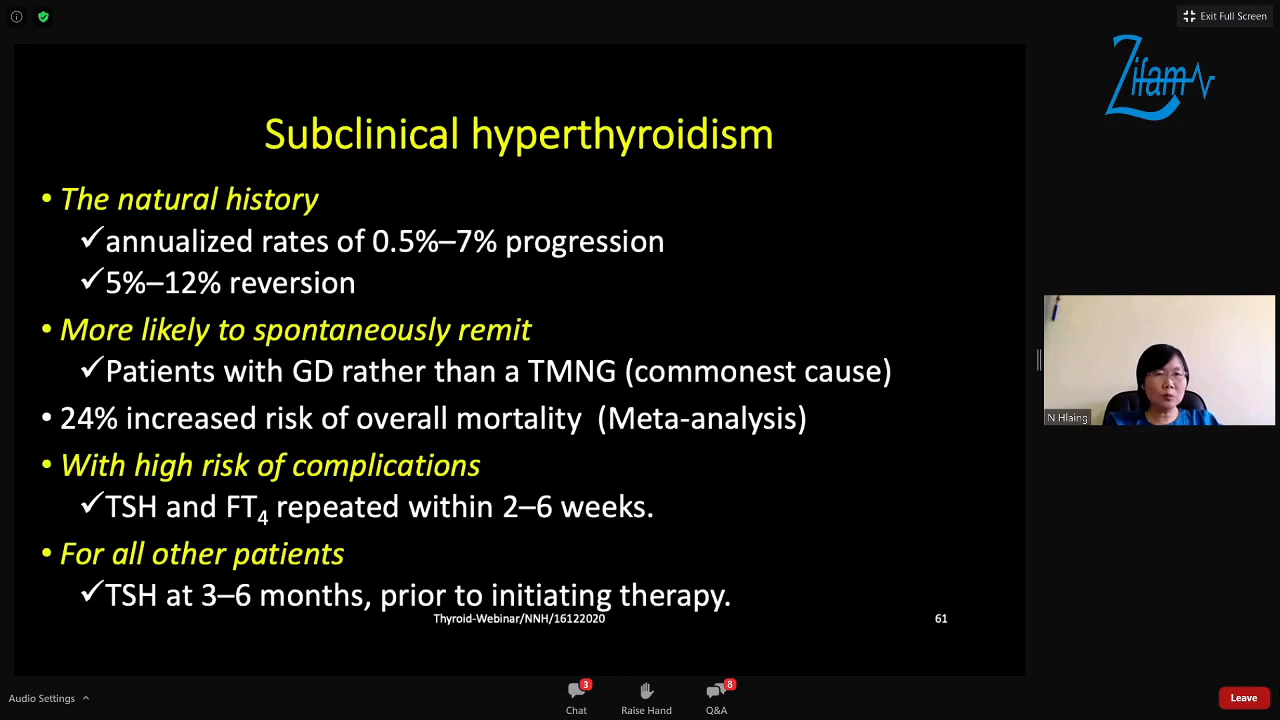 Exit Full Screen
Zifam
Subclinical hyperthyroidism
• The natural history
✓annualized rates of 0.5%–7% progression
✓5%–12% reversion
• More likely to spontaneously remit
✓Patients with GD rather than a TMNG (commonest cause)
• 24% increased risk of overall mortality (Meta-analysis)
• With high risk of complications
✓TSH and FT₄ repeated within 2–6 weeks.
• For all other patients
✓TSH at 3–6 months, prior to initiating therapy.
Thyroid-Webinar/NNH/16122020
61
N Hlaing
Audio Settings
3
Chat
Raise Hand
8
Q&A
Leave